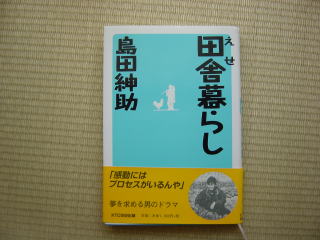 えせ
田舎暮らし
島田紳助
「感動には
プロセスがいるんや」
夢を求める男のドラマ